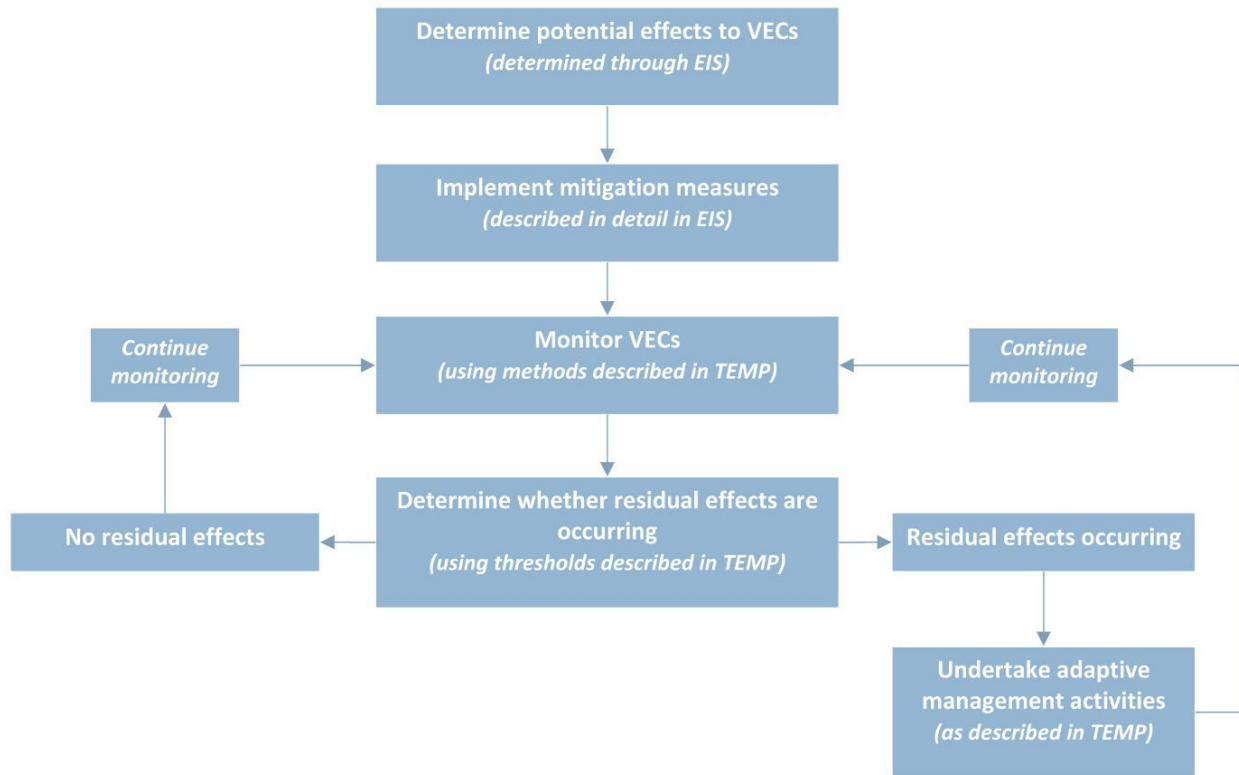 Determine potential effects to VECs
(determined through EIS)
Implement mitigation measures
(described in detail in EIS)
Continue
monitoring
Monitor VECs
(using methods described in TEMP)
Continue
monitoring
No residual effects
Determine whether residual effects are
occurring
(using thresholds described in TEMP)
Residual effects occurring
Undertake adaptive
management activities
(as described in TEMP)